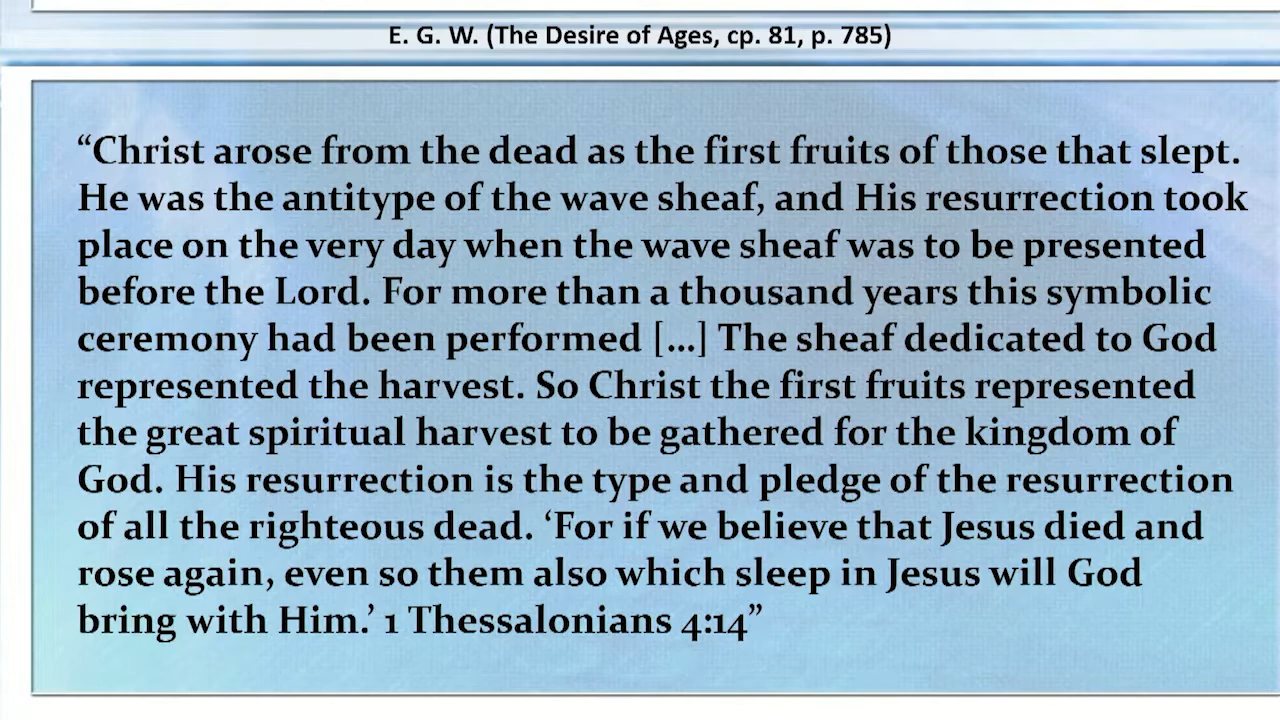 E. G. W. (The Desire of Ages, cp. 81, p. 785)
“Christ arose from the dead as the first fruits of those that slept.
He was the antitype of the wave sheaf, and His resurrection took
place on the very day when the wave sheaf was to be presented
before the Lord. For more than a thousand years this symbolic
ceremony had been performed [...] The sheaf dedicated to God
represented the harvest. So Christ the first fruits represented
the great spiritual harvest to be gathered for the kingdom of
God. His resurrection is the type and pledge of the resurrection
of all the righteous dead. ‘For if we believe that Jesus died and
rose again, even so them also which sleep in Jesus will God
bring with Him.’ 1 Thessalonians 4:14”